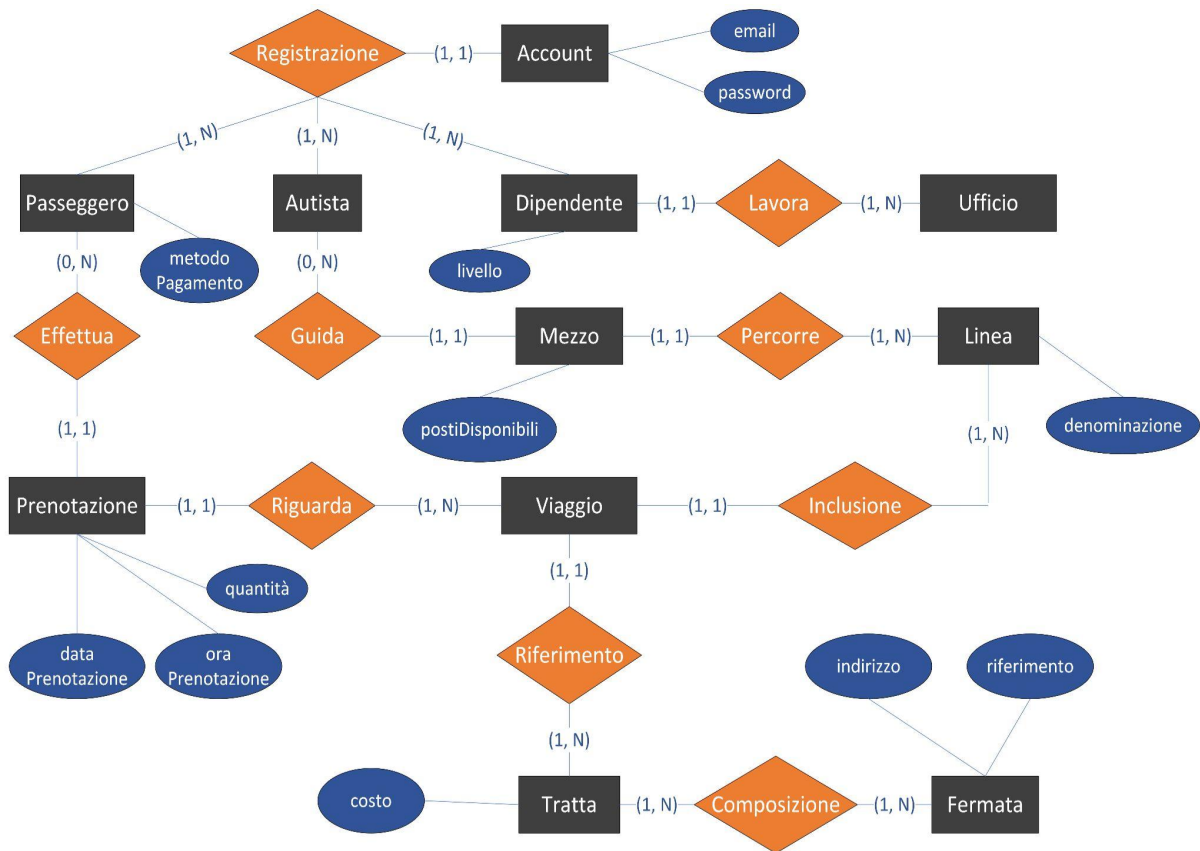 Registrazione
(1, 1)
Account
email
password
(1, N)
(1, N)
(1, N)
Passeggero
Autista
Dipendente
(1, 1)
Lavora
(1, N)
Ufficio
(0, N)
metodo
Pagamento
(0, N)
livello
Effettua
Guida
(1, 1)
Mezzo
(1, 1)
Percorre
(1, N)
Linea
(1, 1)
postiDisponibili
(1, N)
denominazione
Prenotazione
(1, 1)
Riguarda
(1, N)
Viaggio
(1, 1)
Inclusione
quantità
(1, 1)
data
Prenotazione
ora
Prenotazione
Riferimento
indirizzo
riferimento
(1, N)
costo
Tratta
(1, N)
Composizione
(1, N)
Fermata